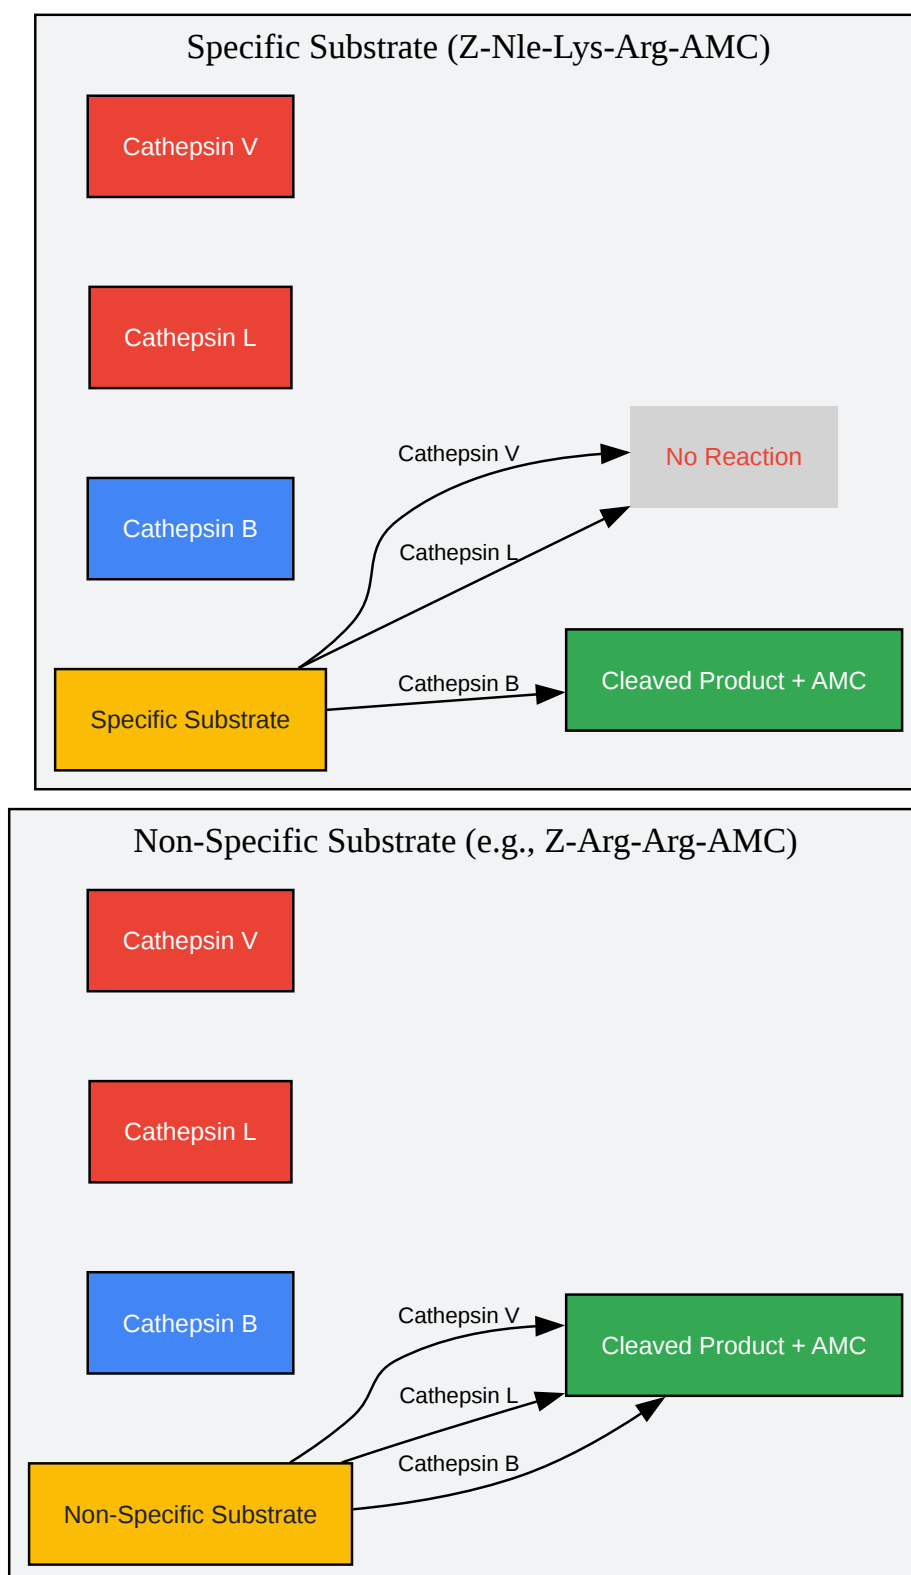 Specific Substrate (Z-Nle-Lys-Arg-AMC)
Cathepsin V
Cathepsin L
Cathepsin B
Specific Substrate
Cathepsin V
Cathepsin L
Cathepsin B
No Reaction
Cleaved Product + AMC
Non-Specific Substrate (e.g., Z-Arg-Arg-AMC)
Cathepsin V
Cathepsin L
Cathepsin B
Non-Specific Substrate
Cathepsin V
Cathepsin L
Cathepsin B
Cleaved Product + AMC